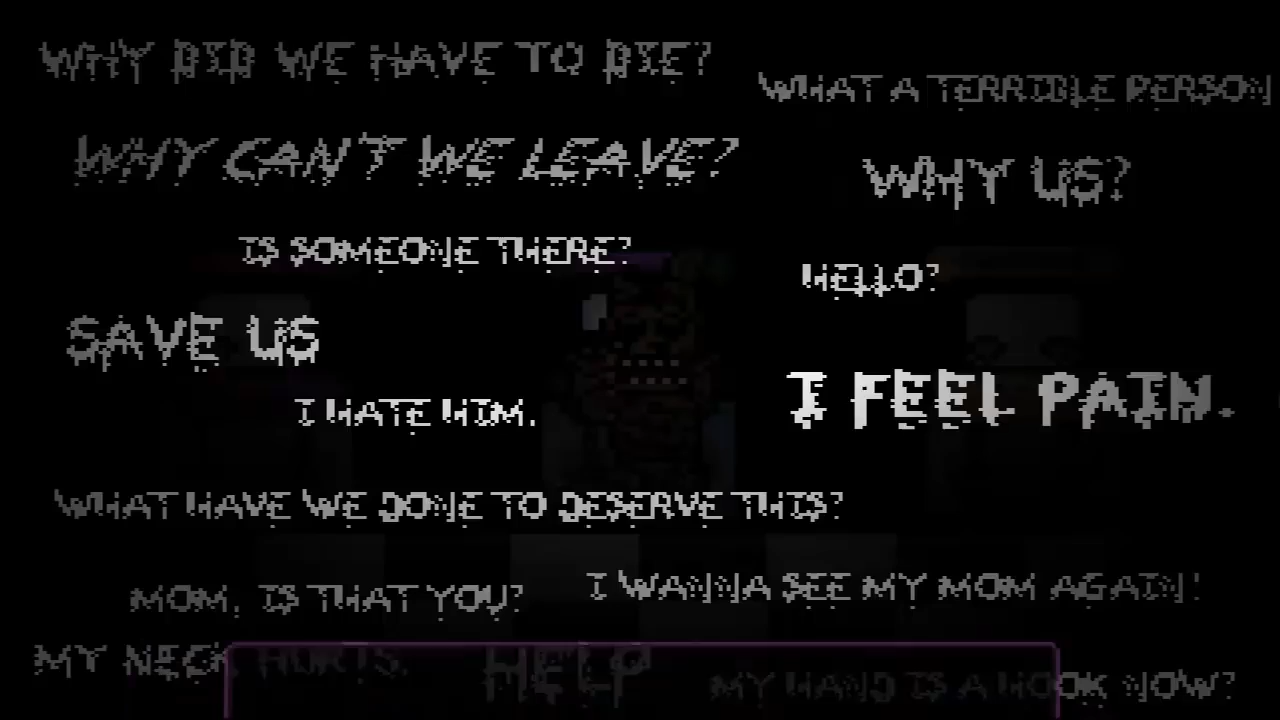 WHY DID WE HAVE TO DIE?
WHAT A TERRIBLE PERSON
WHY CAN'T WE LEAVE?
WHY US?
IS SOMEONE THERE?
HELLO?
SAVE US
I FEEL PAIN.
I HATE HIM.
WHAT HAVE WE DONE TO DESERVE THIS?
I WANNA SEE MY MOM AGAIN!
MOM, IS THAT YOU?
MY NECK HURTS.
HELP
MY HAND IS A HOOK NOW?